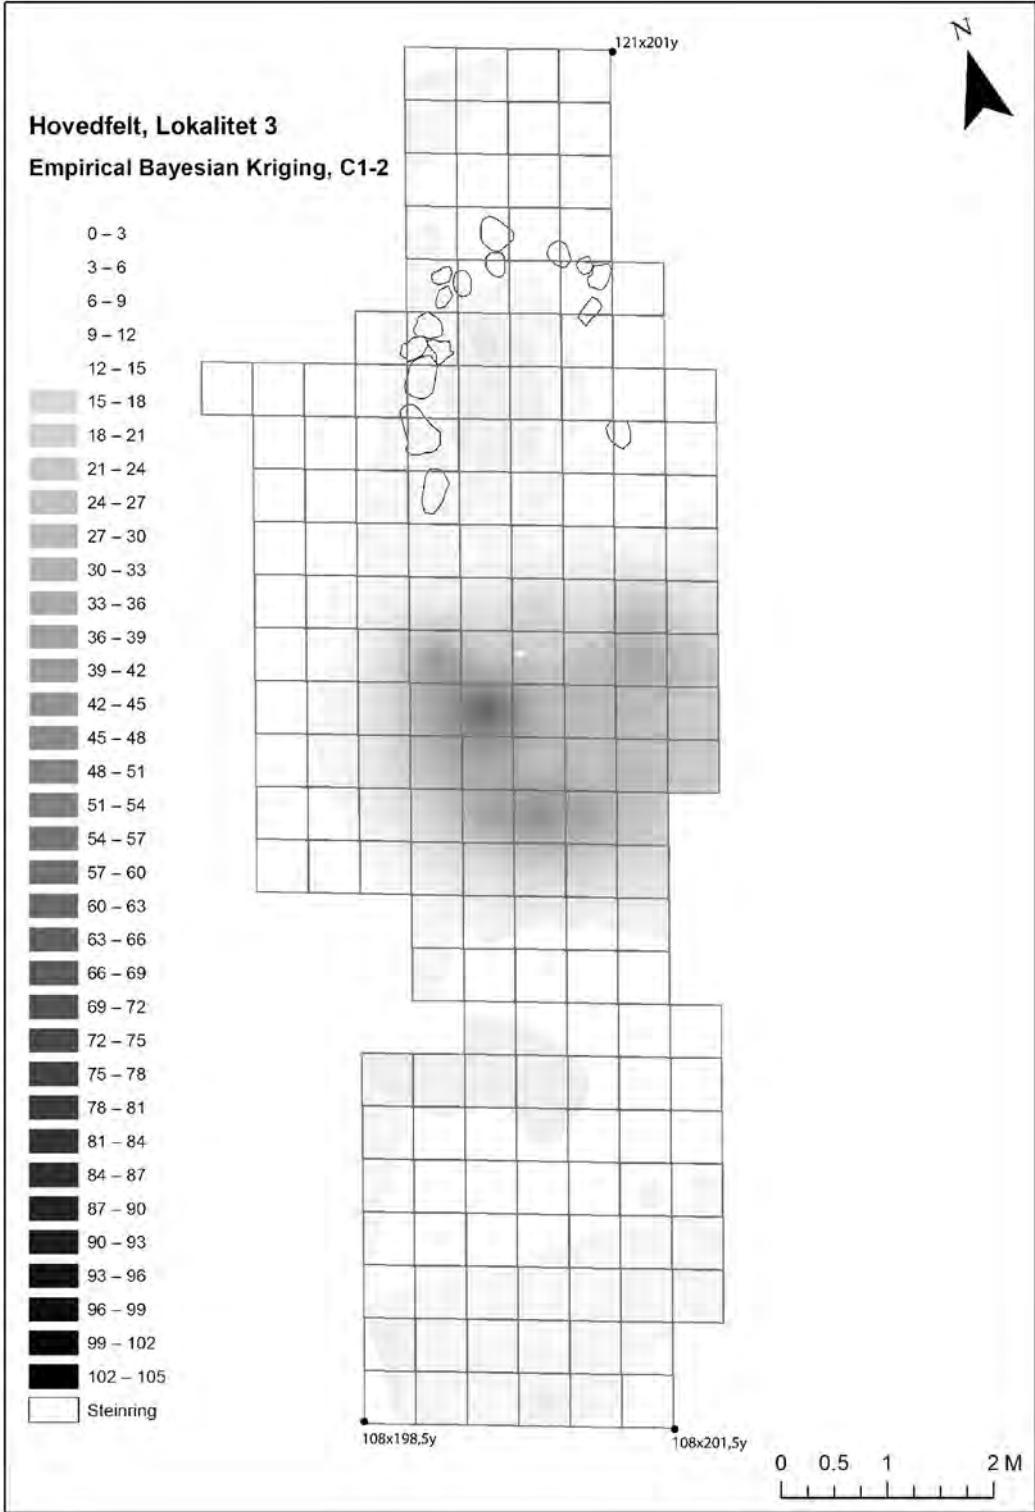 N
121x201y
Hovedfelt, Lokalitet 3
Empirical Bayesian Kriging, C1-2
0 – 3
3 – 6
6 – 9
9 – 12
12 – 15
15 – 18
18 – 21
21 – 24
24 – 27
27 – 30
30 – 33
33 – 36
36 – 39
39 – 42
42 – 45
45 – 48
48 – 51
51 – 54
54 – 57
57 – 60
60 – 63
63 – 66
66 – 69
69 – 72
72 – 75
75 – 78
78 – 81
81 – 84
84 – 87
87 – 90
90 – 93
93 – 96
96 – 99
99 – 102
102 – 105
Steinring
108x198,5y
108x201,5y
0 0.5 1 2 M